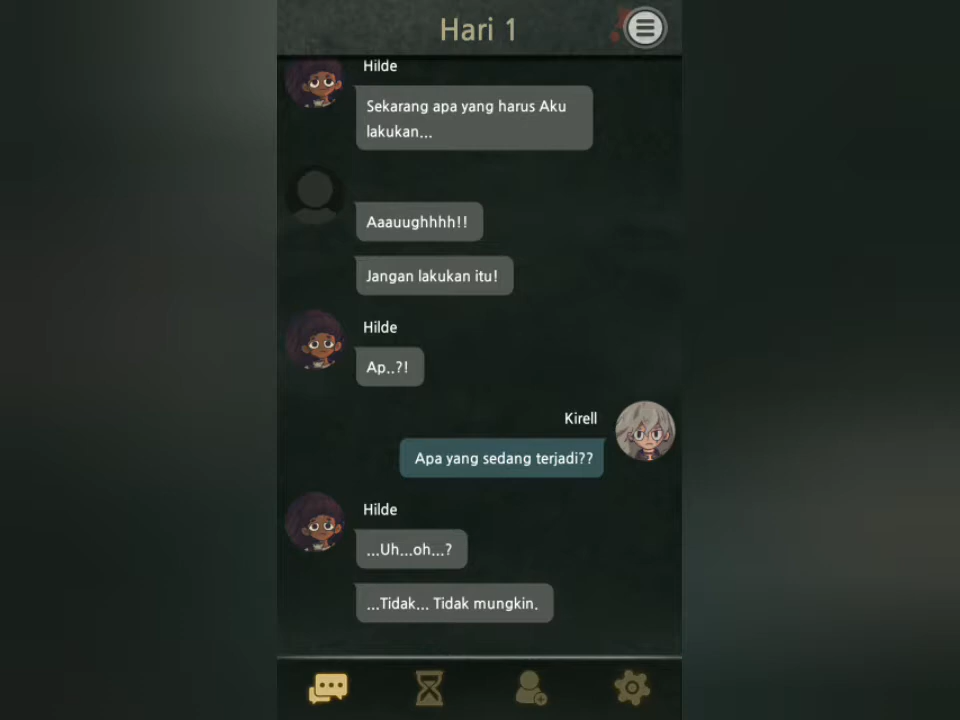 Hari 1
Hilde
Sekarang apa yang harus Aku
lakukan...
Aaauughhhh!!
Jangan lakukan itu!
Hilde
Ap..?!
Kirell
Apa yang sedang terjadi??
Hilde
...Uh...oh...?
...Tidak... Tidak mungkin.